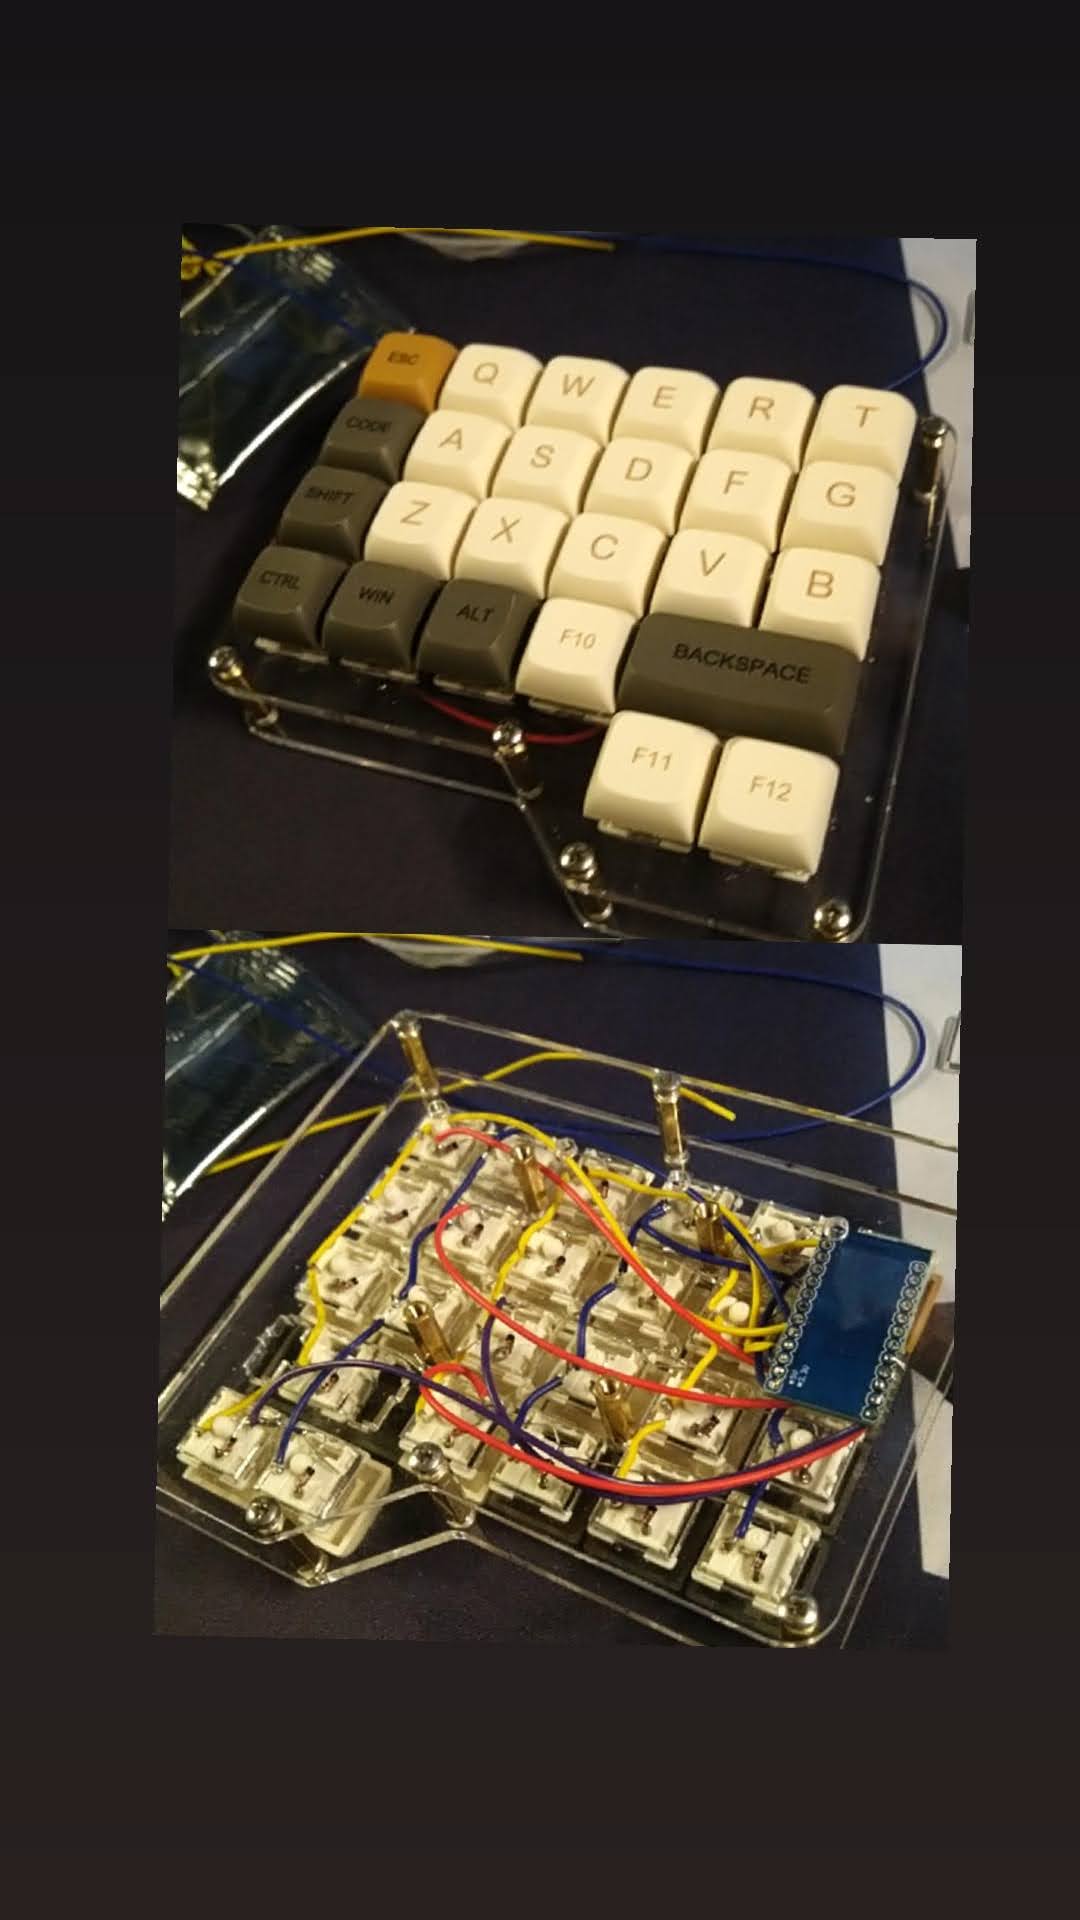 ESC Q W E R T
CODE A S D F G
SHIFT Z X C V B
CTRL WIN ALT F10 BACKSPACE
F11 F12